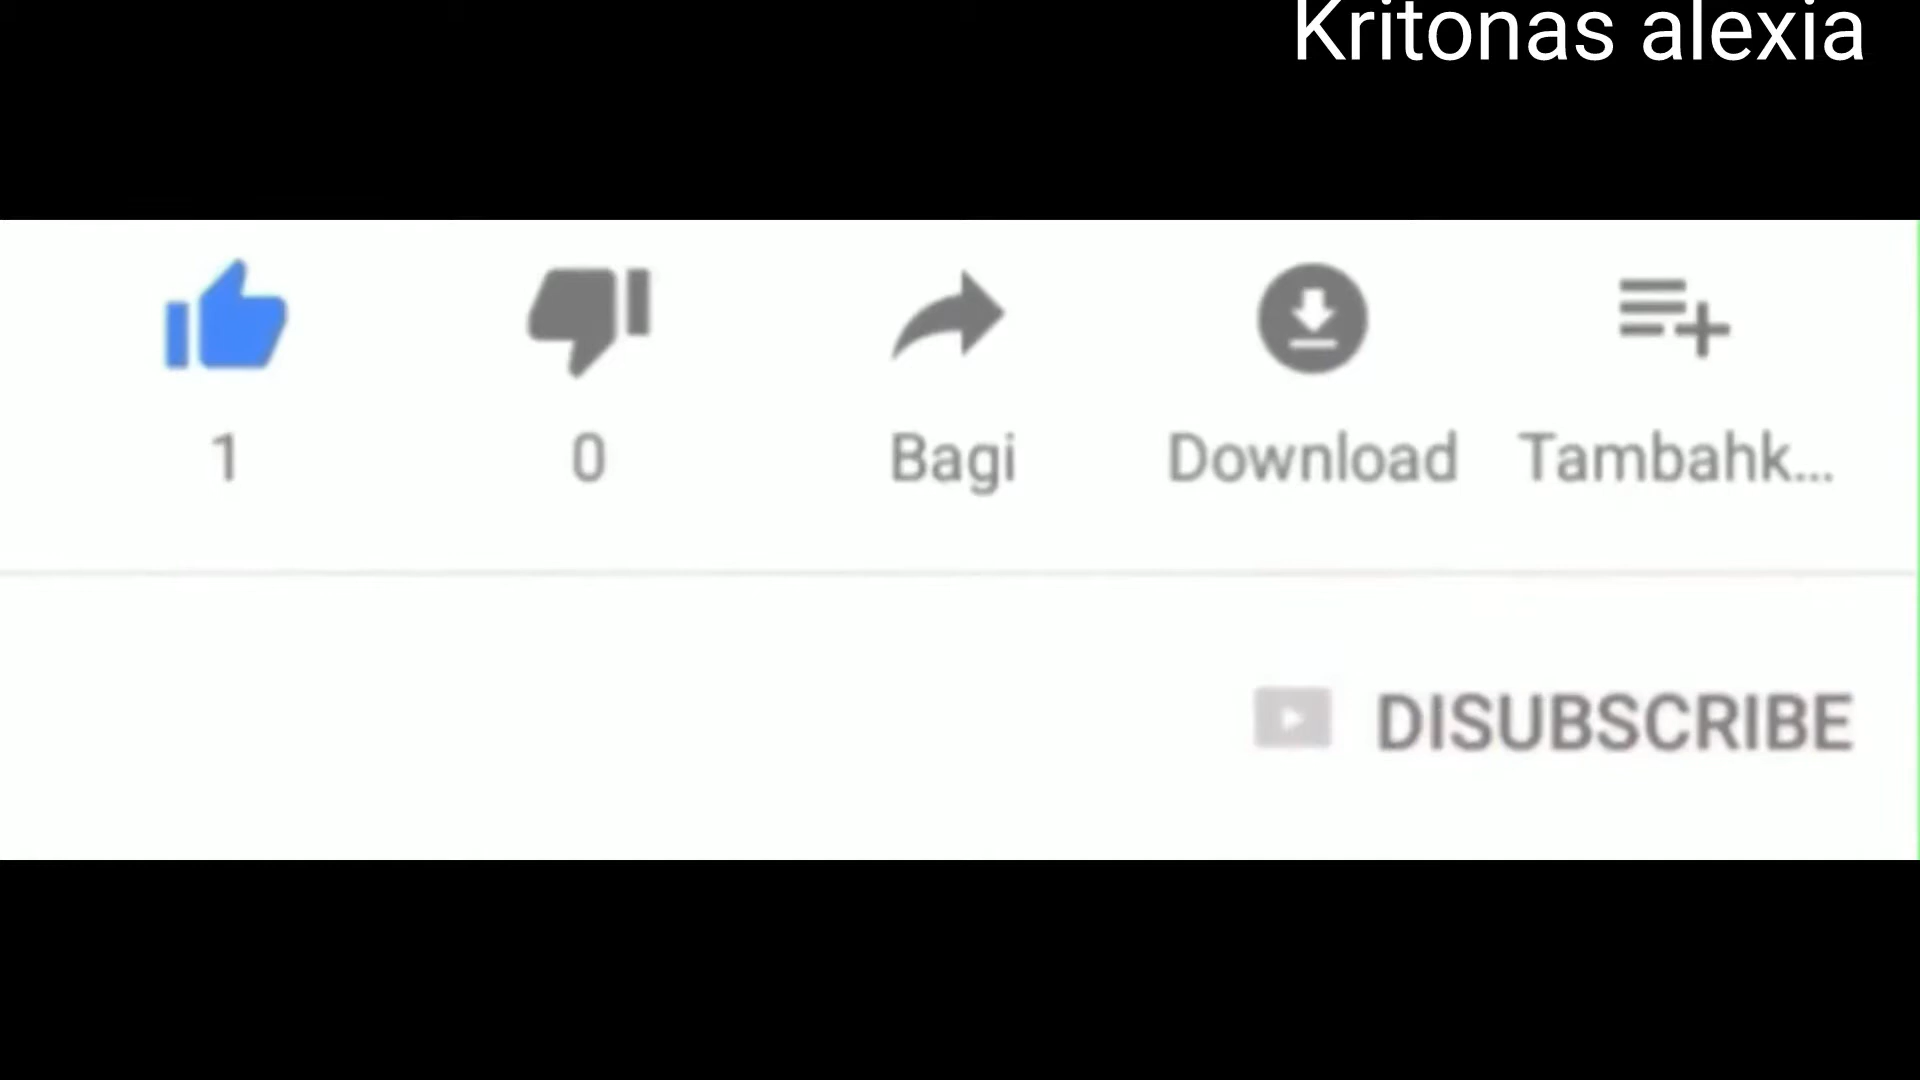 Kritonas alexia
1
0
Bagi
Download
Tambahk...
DISUBSCRIBE